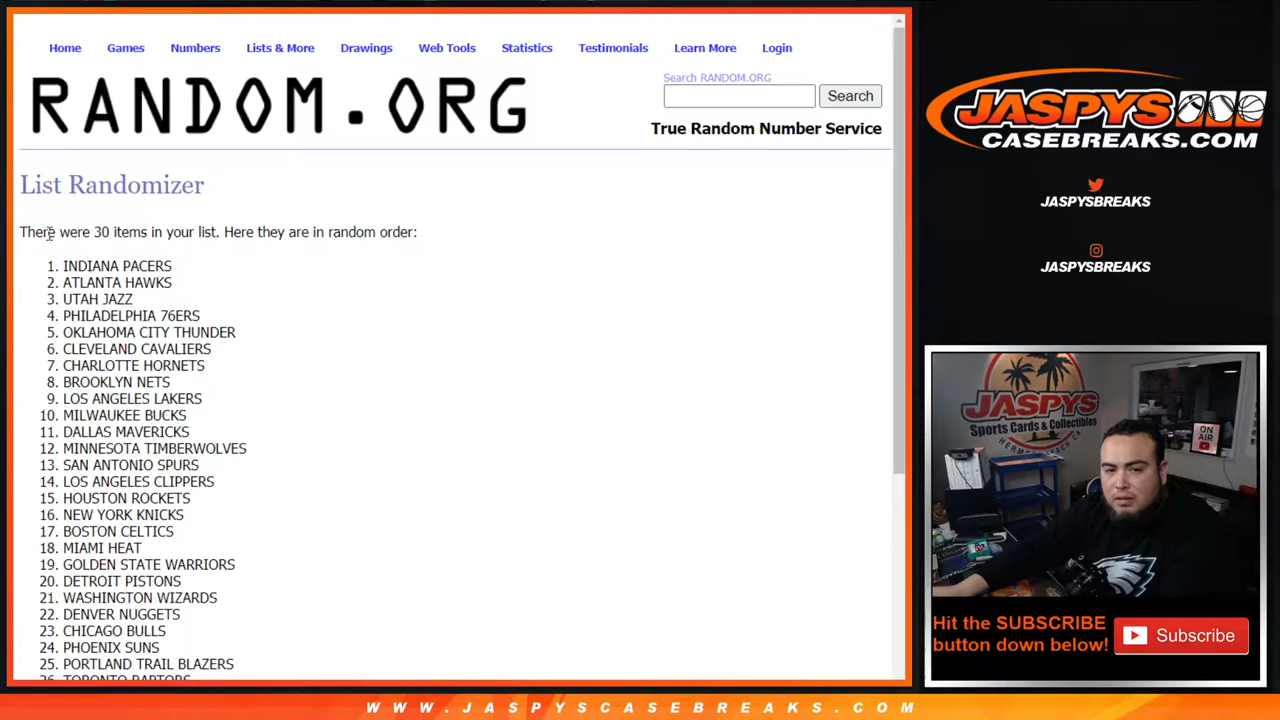 Home Games Numbers Lists & More Drawings Web Tools Statistics Testimonials Learn More Login
RANDOM.ORG
Search RANDOM.ORG
Search
True Random Number Service
List Randomizer
There were 30 items in your list. Here they are in random order:
1. INDIANA PACERS
2. ATLANTA HAWKS
3. UTAH JAZZ
4. PHILADELPHIA 76ERS
5. OKLAHOMA CITY THUNDER
6. CLEVELAND CAVALIERS
7. CHARLOTTE HORNETS
8. BROOKLYN NETS
9. LOS ANGELES LAKERS
10. MILWAUKEE BUCKS
11. DALLAS MAVERICKS
12. MINNESOTA TIMBERWOLVES
13. SAN ANTONIO SPURS
14. LOS ANGELES CLIPPERS
15. HOUSTON ROCKETS
16. NEW YORK KNICKS
17. BOSTON CELTICS
18. MIAMI HEAT
19. GOLDEN STATE WARRIORS
20. DETROIT PISTONS
21. WASHINGTON WIZARDS
22. DENVER NUGGETS
23. CHICAGO BULLS
24. PHOENIX SUNS
25. PORTLAND TRAIL BLAZERS
26. TORONTO RAPTORS
JASPYS
CASEBREAKS.COM
JASPYSBREAKS
JASPYSBREAKS
JASPYS
Sports Cards & Collectibles
ON
AIR
Hit the SUBSCRIBE
button down below!
Subscribe
WWW.JASPYSCASEBREAKS.COM